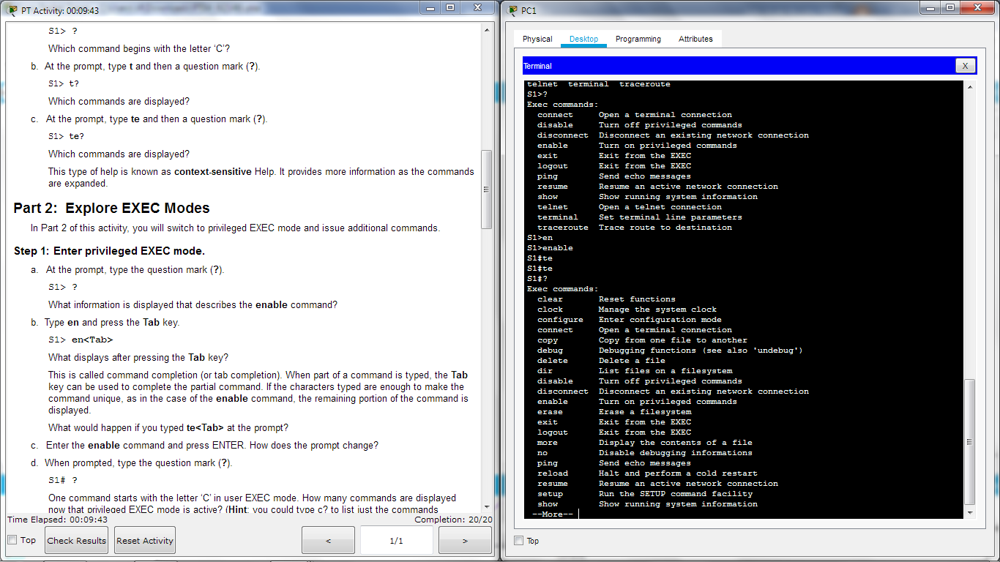 PT Activity: 00:09:43
S1> ?
Which command begins with the letter ‘C’?
b. At the prompt, type t and then a question mark (?).
S1> t?
Which commands are displayed?
c. At the prompt, type te and then a question mark (?).
S1> te?
Which commands are displayed?
This type of help is known as context-sensitive Help. It provides more information as the commands
are expanded.
Part 2: Explore EXEC Modes
In Part 2 of this activity, you will switch to privileged EXEC mode and issue additional commands.
Step 1: Enter privileged EXEC mode.
a. At the prompt, type the question mark (?).
S1> ?
What information is displayed that describes the enable command?
b. Type en and press the Tab key.
S1> en<Tab>
What displays after pressing the Tab key?
This is called command completion (or tab completion). When part of a command is typed, the Tab
key can be used to complete the partial command. If the characters typed are enough to make the
command unique, as in the case of the enable command, the remaining portion of the command is
displayed.
What would happen if you typed te<Tab> at the prompt?
c. Enter the enable command and press ENTER. How does the prompt change?
d. When prompted, type the question mark (?).
S1# ?
One command starts with the letter ‘C’ in user EXEC mode. How many commands are displayed
now that privileged EXEC mode is active? (Hint: you could type c? to list just the commands
Time Elapsed: 00:09:43
Completion: 20/20
Top
Check Results
Reset Activity
<
1/1
>
PC1
Physical
Desktop
Programming
Attributes
Terminal
X
telnet terminal traceroute
S1>?
Exec commands:
connect Open a terminal connection
disable Turn off privileged commands
disconnect Disconnect an existing network connection
enable Turn on privileged commands
exit Exit from the EXEC
logout Exit from the EXEC
ping Send echo messages
resume Resume an active network connection
show Show running system information
telnet Open a telnet connection
terminal Set terminal line parameters
traceroute Trace route to destination
S1>en
S1>enable
S1#te
S1#te
S1#?
Exec commands:
clear Reset functions
clock Manage the system clock
configure Enter configuration mode
connect Open a terminal connection
copy Copy from one file to another
debug Debugging functions (see also 'undebug')
delete Delete a file
dir List files on a filesystem
disable Turn off privileged commands
disconnect Disconnect an existing network connection
enable Turn on privileged commands
erase Erase a filesystem
exit Exit from the EXEC
logout Exit from the EXEC
more Display the contents of a file
no Disable debugging informations
ping Send echo messages
reload Halt and perform a cold restart
resume Resume an active network connection
setup Run the SETUP command facility
show Show running system information
--More--
Top